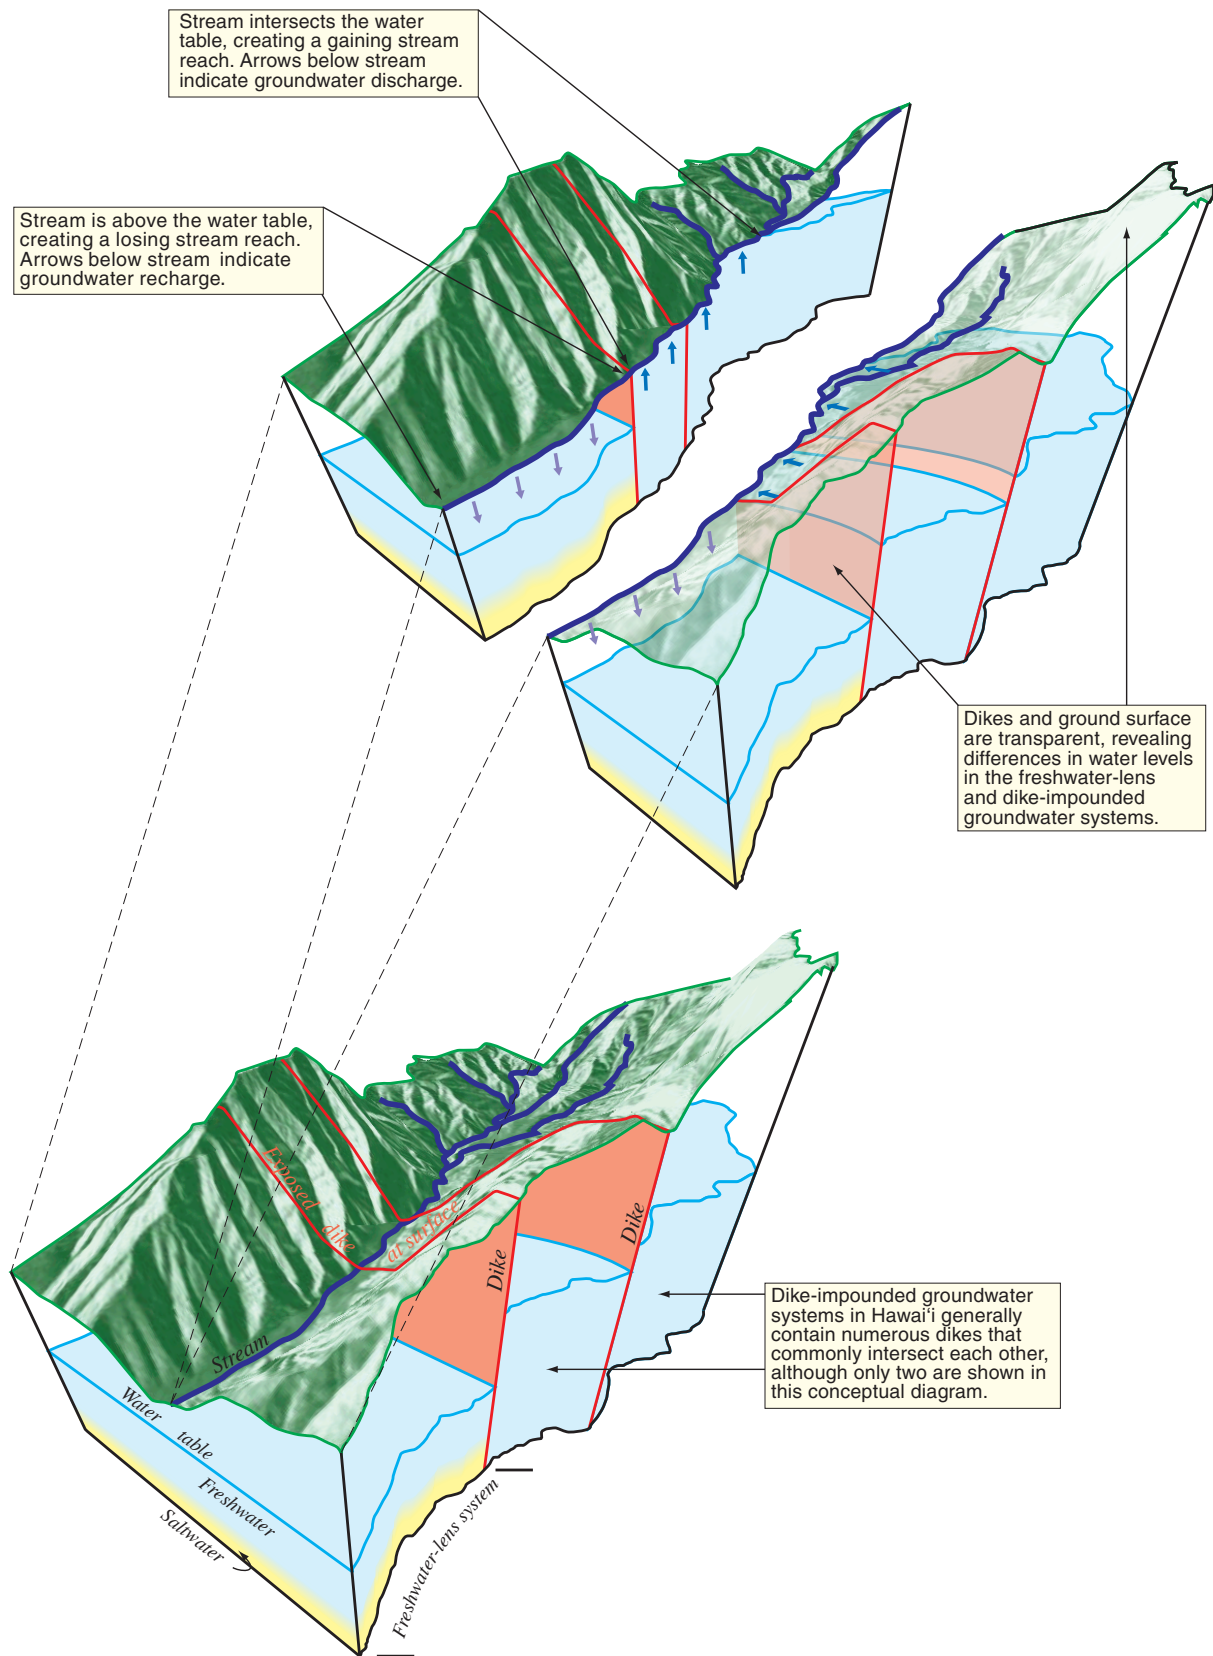 Stream intersects the water
table, creating a gaining stream
reach. Arrows below stream
indicate groundwater discharge.
Stream is above the water table,
creating a losing stream reach.
Arrows below stream indicate
groundwater recharge.
Dikes and ground surface
are transparent, revealing
differences in water levels
in the freshwater-lens
and dike-impounded
groundwater systems.
Exposed dike at surface
Dike
Dike
Stream
Water table
Freshwater
Saltwater
Freshwater-lens system
Dike-impounded groundwater
systems in Hawai‘i generally
contain numerous dikes that
commonly intersect each other,
although only two are shown in
this conceptual diagram.